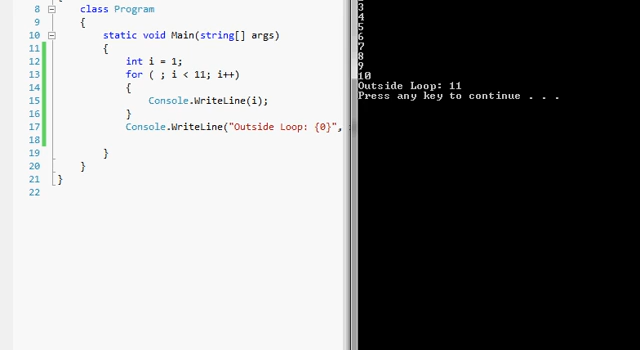 8 class Program
9 {
10 static void Main(string[] args)
11 {
12 int i = 1;
13 for ( ; i < 11; i++)
14 {
15 Console.WriteLine(i);
16 }
17 Console.WriteLine("Outside Loop: {0}",
18
19 }
20 }
21 }
22
3
4
5
6
7
8
9
10
Outside Loop: 11
Press any key to continue . . .